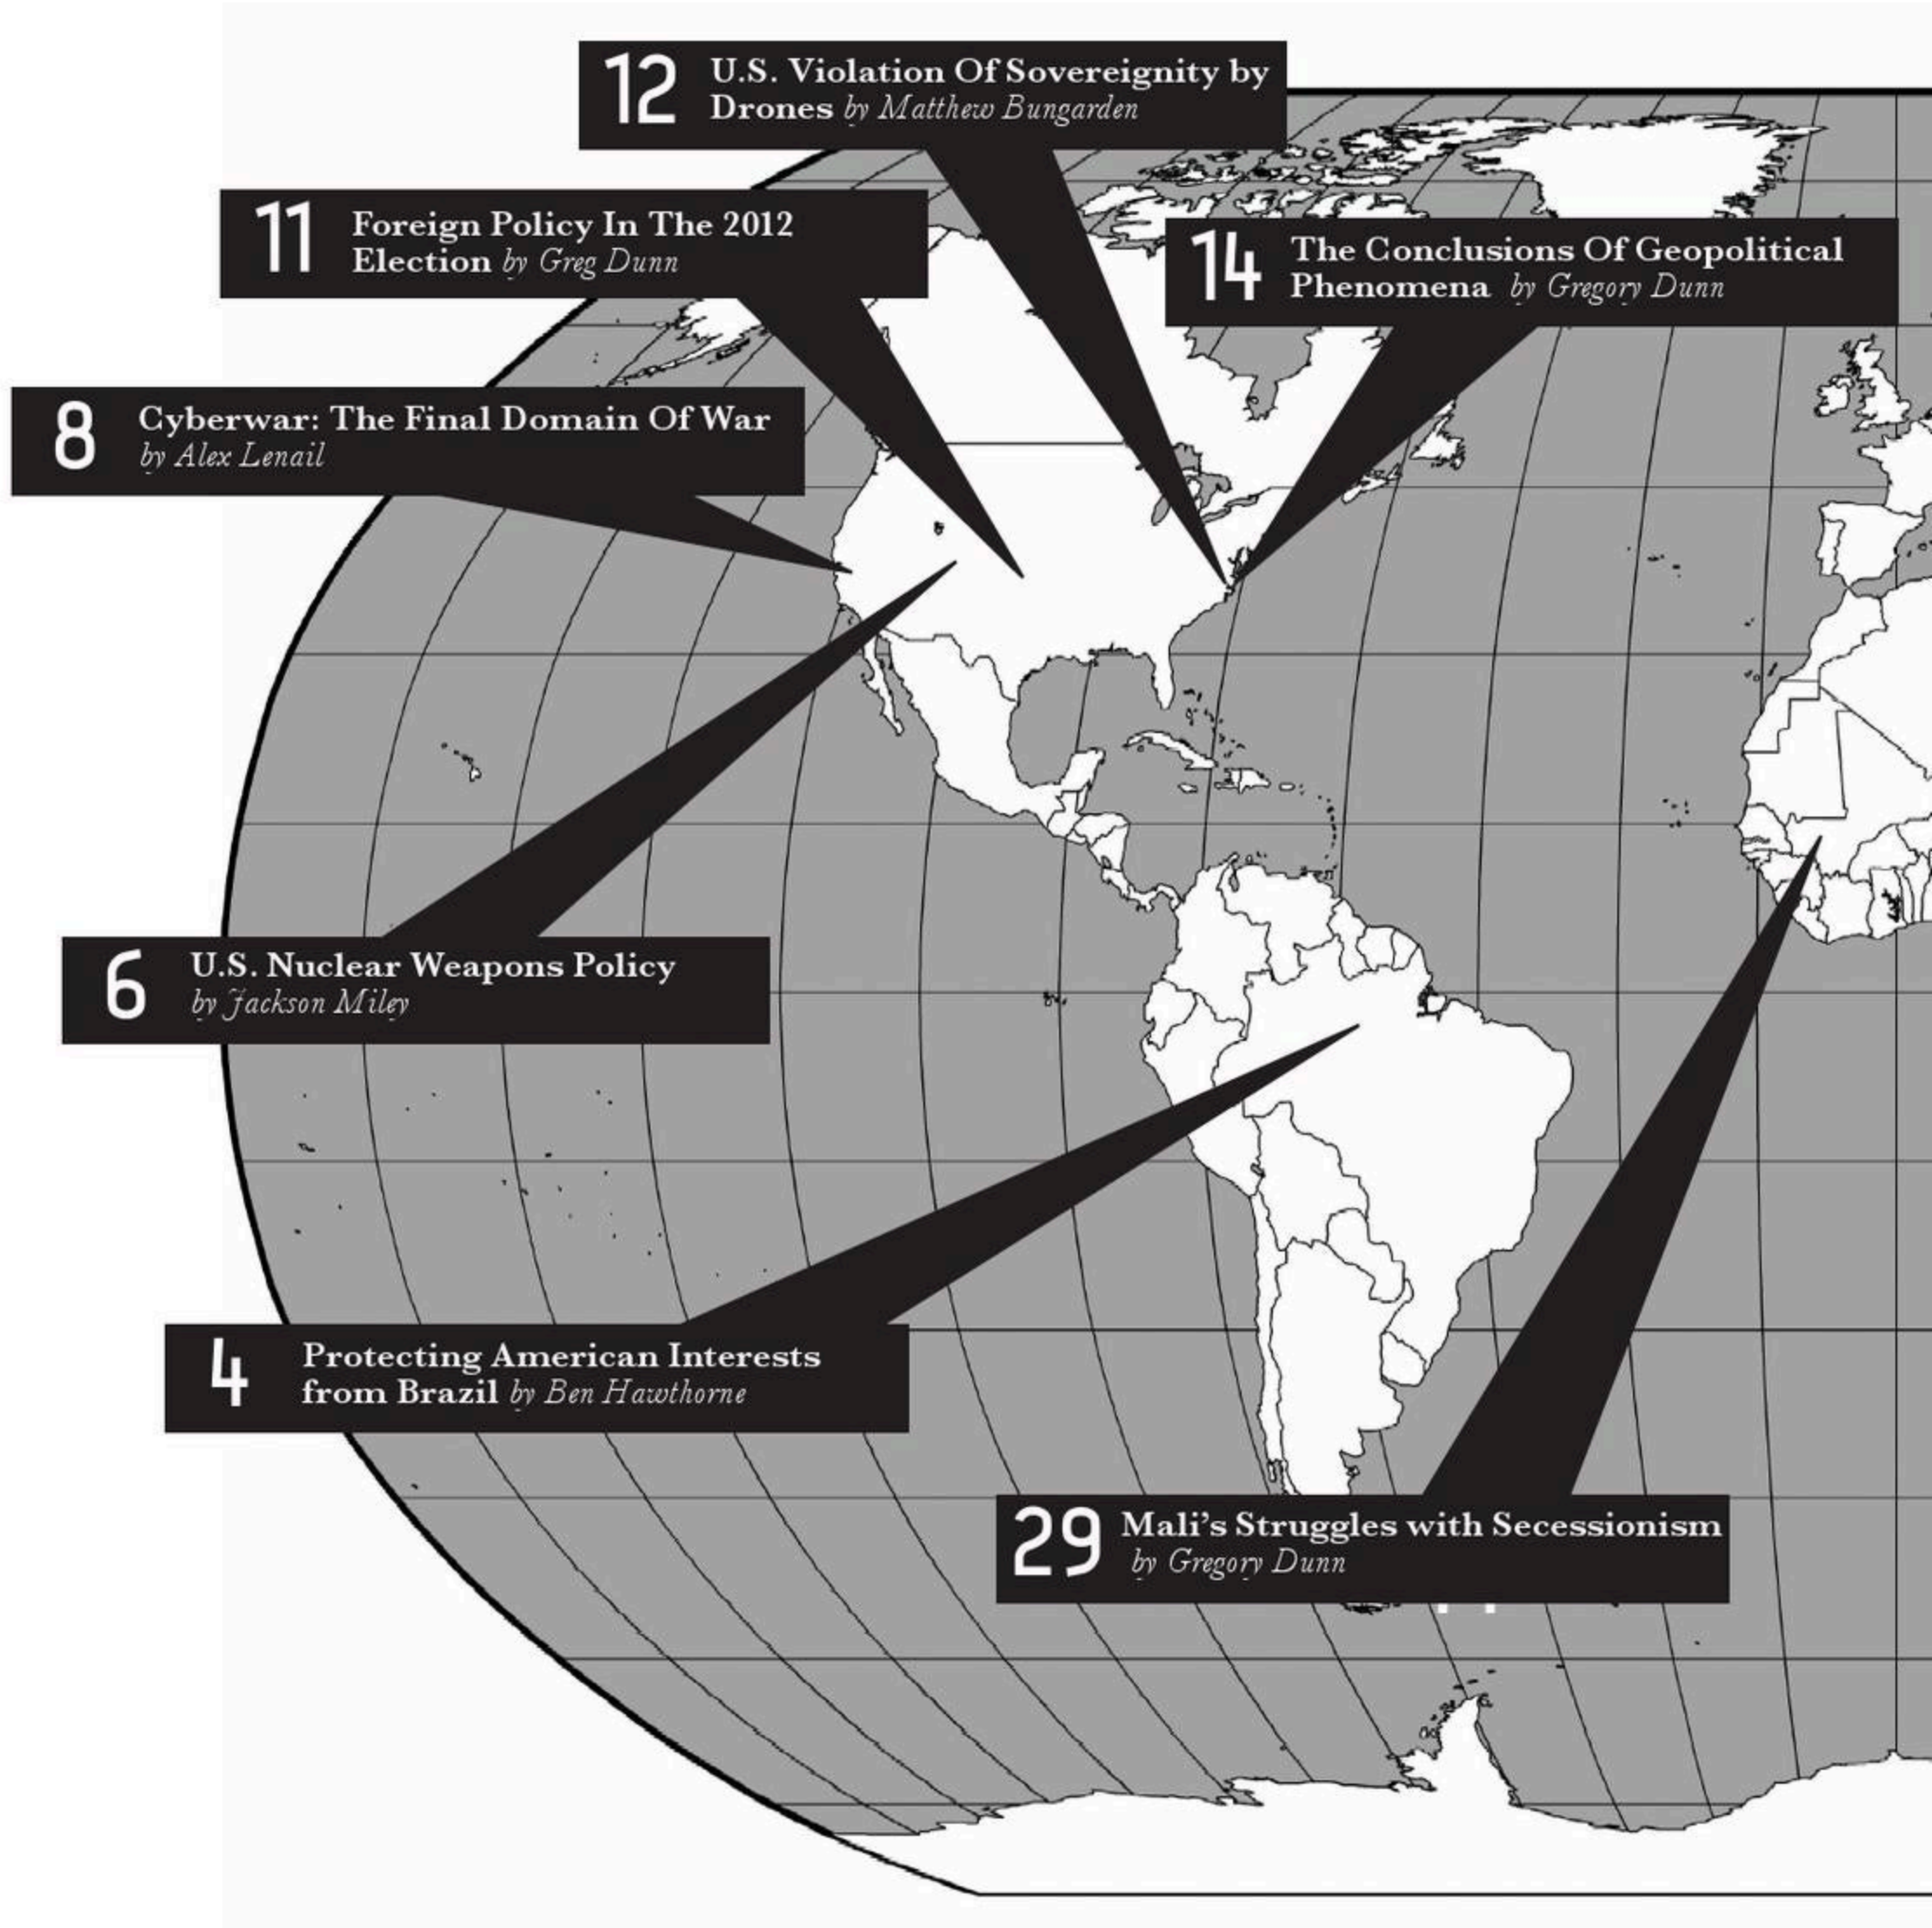 12 U.S. Violation Of Sovereignity by
Drones by Matthew Bungarden
11 Foreign Policy In The 2012
Election by Greg Dunn
14 The Conclusions Of Geopolitical
Phenomena by Gregory Dunn
8 Cyberwar: The Final Domain Of War
by Alex Lenail
6 U.S. Nuclear Weapons Policy
by Jackson Miley
4 Protecting American Interests
from Brazil by Ben Hawthorne
29 Mali’s Struggles with Secessionism
by Gregory Dunn